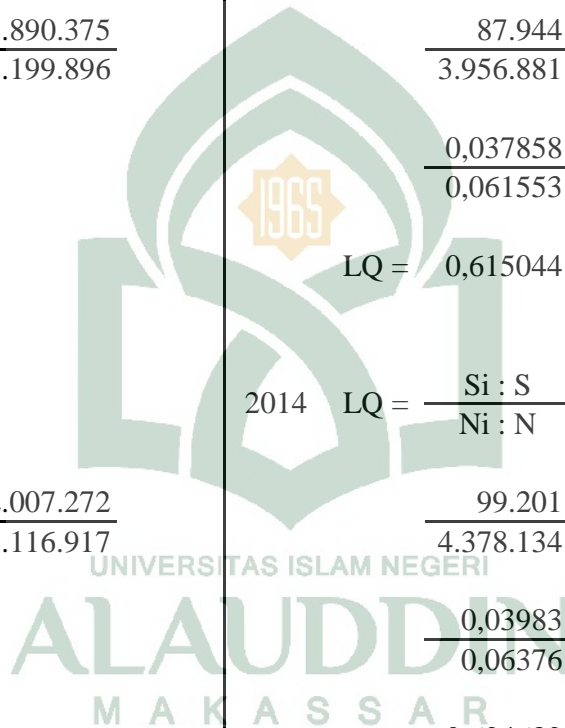 .890.375
.199.896
87.944
3.956.881
0,037858
0,061553
LQ = 0,615044
1965
2014 LQ = Si : S
Ni : N
.007.272
.116.917
99.201
4.378.134
0,03983
0,06376
UNIVERSITAS ISLAM NEGERI
ALAUDDIN
MAKASSAR